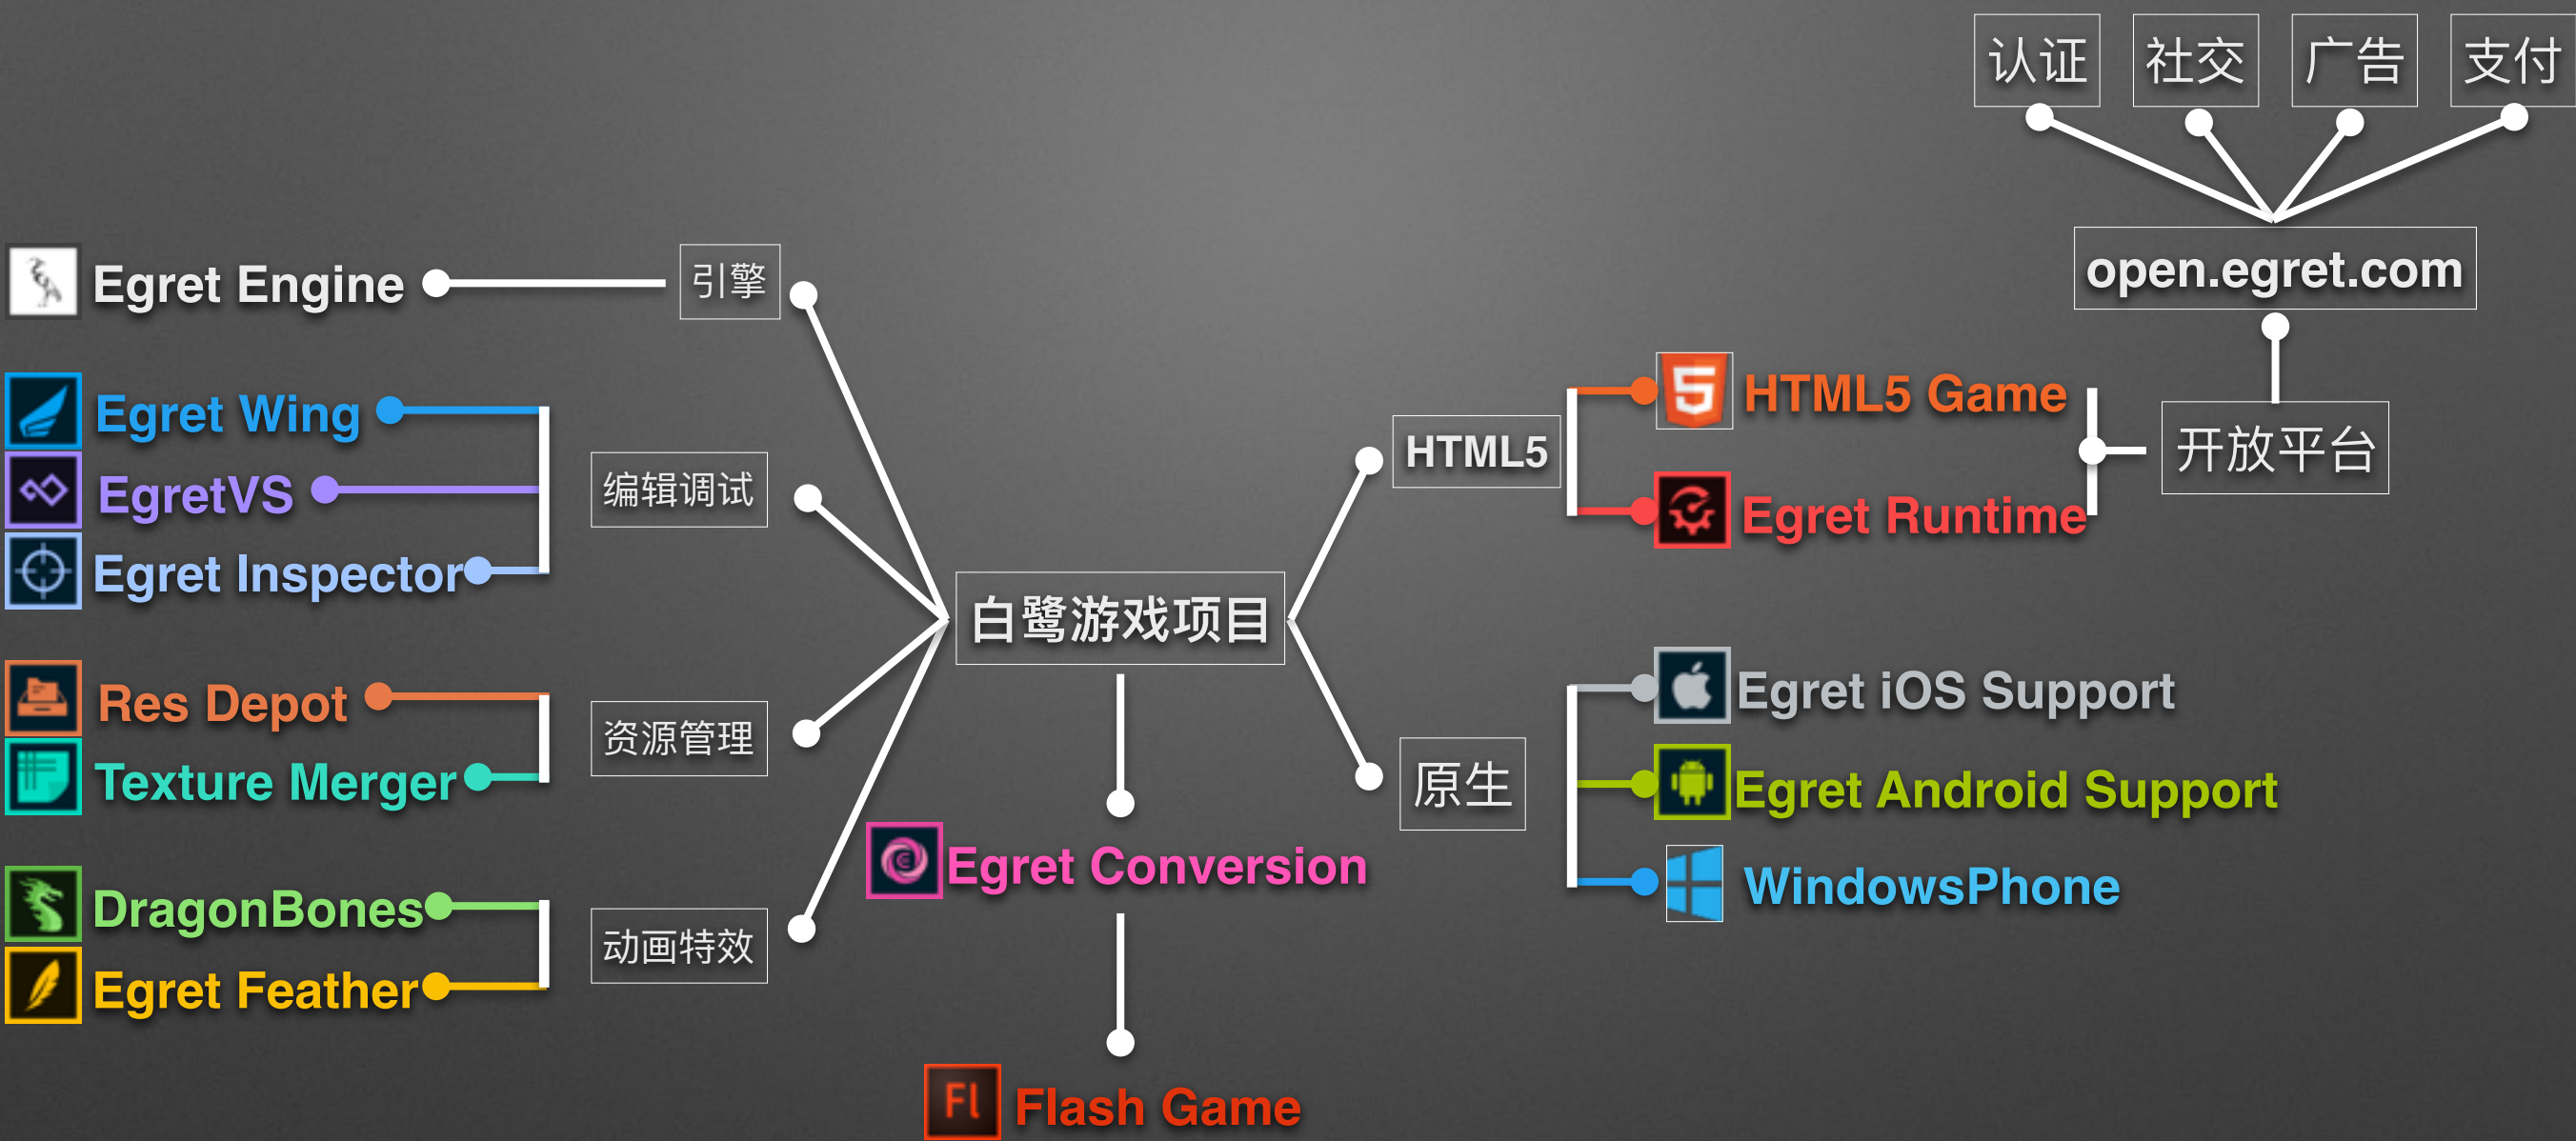 认证
社交
广告
支付
open.egret.com
开放平台
Egret Engine
引擎
Egret Wing
EgretVS
Egret Inspector
编辑调试
Res Depot
Texture Merger
资源管理
DragonBones
Egret Feather
动画特效
白鹭游戏项目
Egret Conversion
Fl
Flash Game
HTML5
5
HTML5 Game
Egret Runtime
原生
Egret iOS Support
Egret Android Support
WindowsPhone